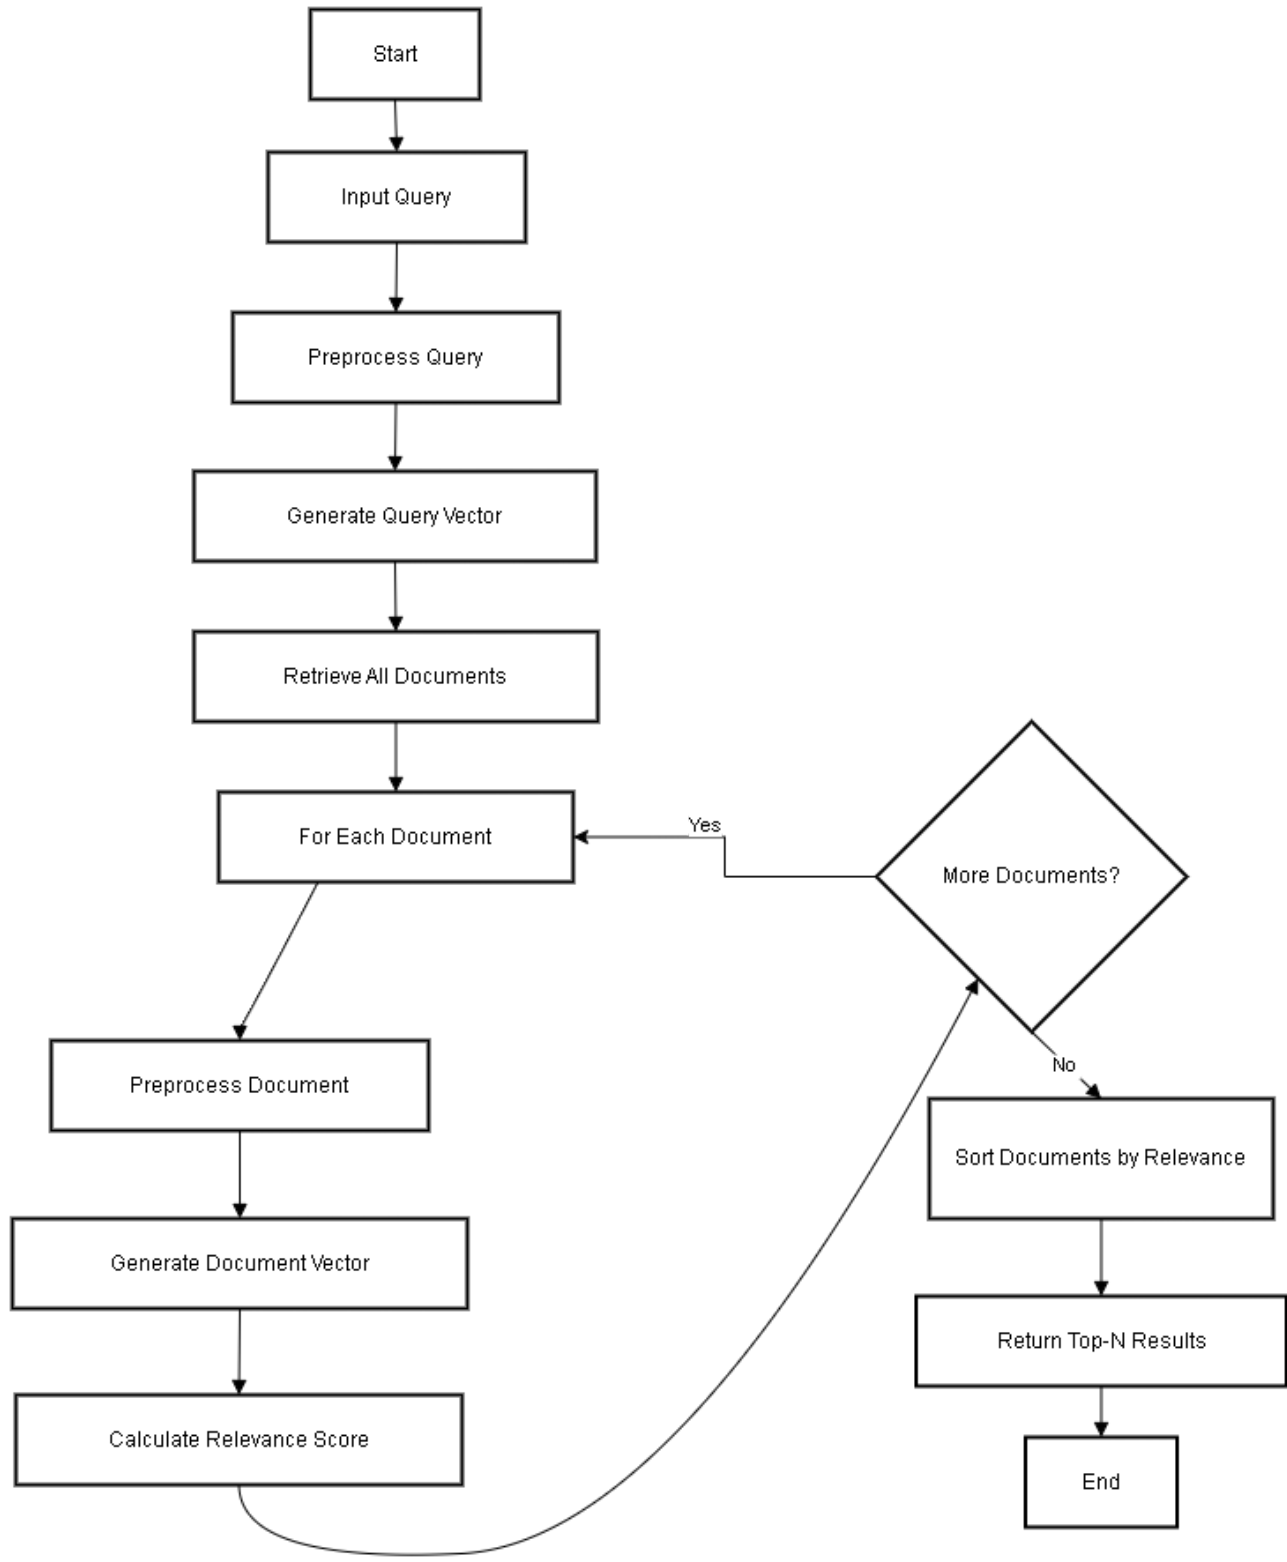 Start
Input Query
Preprocess Query
Generate Query Vector
Retrieve All Documents
For Each Document
Yes
More Documents?
Preprocess Document
Generate Document Vector
Calculate Relevance Score
No
Sort Documents by Relevance
Return Top-N Results
End